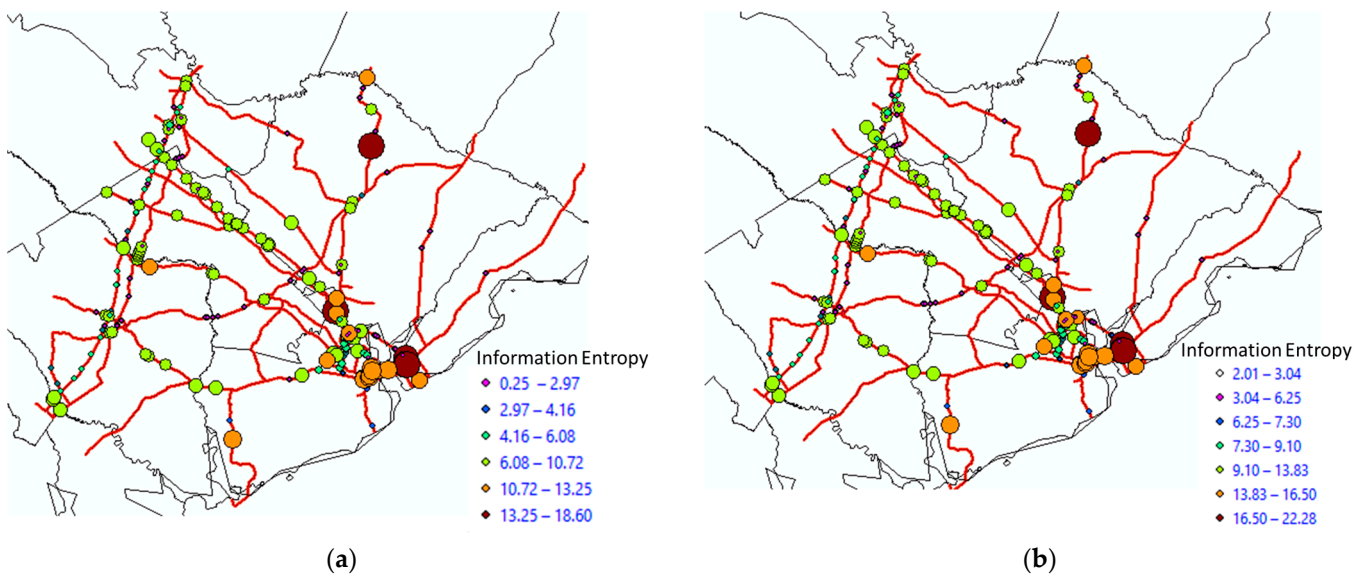 Information Entropy
0.25 – 2.97
2.97 – 4.16
4.16 – 6.08
6.08 – 10.72
10.72 – 13.25
13.25 – 18.60
(a)
Information Entropy
2.01 – 3.04
3.04 – 6.25
6.25 – 7.30
7.30 – 9.10
9.10 – 13.83
13.83 – 16.50
16.50 – 22.28
(b)